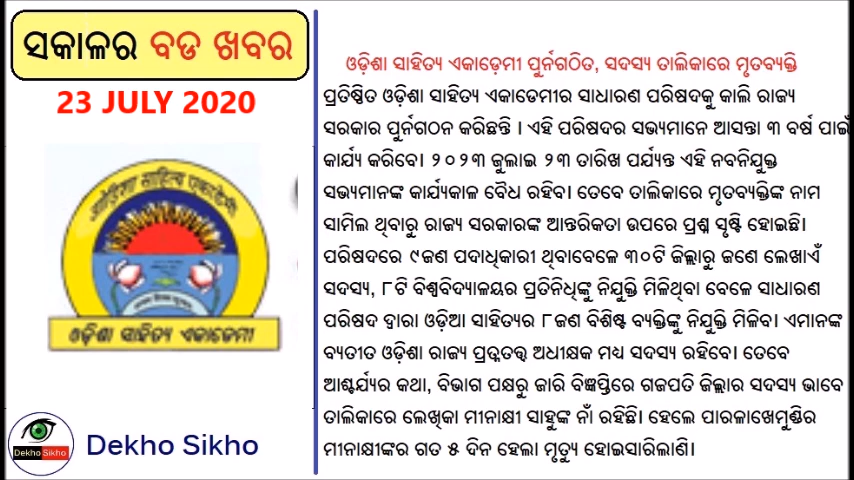 ସକାଳର ବଡ ଖବର
23 JULY 2020
ଓଡ଼ିଶା ସାହିତ୍ୟ ଏକାଡେମୀ
Dekho Sikho
Dekho Sikho
ଓଡ଼ିଶା ସାହିତ୍ୟ ଏକାଡ଼େମୀ ପୁର୍ନଗଠିତ, ସଦସ୍ୟ ତାଲିକାରେ ମୃତବ୍ୟକ୍ତି
ପ୍ରତିଷ୍ଠିତ ଓଡ଼ିଶା ସାହିତ୍ୟ ଏକାଡେମୀର ସାଧାରଣ ପରିଷଦକୁ କାଲି ରାଜ୍ୟ
ସରକାର ପୁର୍ନଗଠନ କରିଛନ୍ତି । ଏହି ପରିଷଦର ସଭ୍ୟମାନେ ଆସନ୍ତା ୩ ବର୍ଷ ପାଇଁ
କାର୍ଯ୍ୟ କରିବେ। ୨୦୨୩ ଜୁଲାଇ ୨୩ ତାରିଖ ପର୍ଯ୍ୟନ୍ତ ଏହି ନବନିଯୁକ୍ତ
ସଭ୍ୟମାନଙ୍କ କାର୍ଯ୍ୟକାଳ ବୈଧ ରହିବ। ତେବେ ତାଲିକାରେ ମୃତବ୍ୟକ୍ତିଙ୍କ ନାମ
ସାମିଲ ଥିବାରୁ ରାଜ୍ୟ ସରକାରଙ୍କ ଆନ୍ତରିକତା ଉପରେ ପ୍ରଶ୍ନ ସୃଷ୍ଟି ହୋଇଛି।
ପରିଷଦରେ ୯ଜଣ ପଦାଧିକାରୀ ଥିବାବେଳେ ୩୦ଟି ଜିଲ୍ଲାରୁ ଜଣେ ଲେଖାଏଁ
ସଦସ୍ୟ, ୮ଟି ବିଶ୍ୱବିଦ୍ୟାଳୟର ପ୍ରତିନିଧିଙ୍କୁ ନିଯୁକ୍ତି ମିଳିଥିବା ବେଳେ ସାଧାରଣ
ପରିଷଦ ଦ୍ୱାରା ଓଡ଼ିଆ ସାହିତ୍ୟର ୮ଜଣ ବିଶିଷ୍ଟ ବ୍ୟକ୍ତିଙ୍କୁ ନିଯୁକ୍ତି ମିଳିବ। ଏମାନଙ୍କ
ବ୍ୟତୀତ ଓଡ଼ିଶା ରାଜ୍ୟ ପ୍ରତ୍ନତତ୍ତ୍ୱ ଅଧୀକ୍ଷକ ମଧ୍ୟ ସଦସ୍ୟ ରହିବେ। ତେବେ
ଆଶ୍ଚର୍ଯ୍ୟର କଥା, ବିଭାଗ ପକ୍ଷରୁ ଜାରି ବିଜ୍ଞପ୍ତିରେ ଗଜପତି ଜିଲ୍ଲାର ସଦସ୍ୟ ଭାବେ
ତାଲିକାରେ ଲେଖିକା ମୀନାକ୍ଷୀ ସାହୁଙ୍କ ନାଁ ରହିଛି। ହେଲେ ପାରଳାଖେମୁଣ୍ଡିର
ମୀନାକ୍ଷୀଙ୍କର ଗତ ୫ ଦିନ ହେଲା ମୃତ୍ୟୁ ହୋଇସାରିଲାଣି।